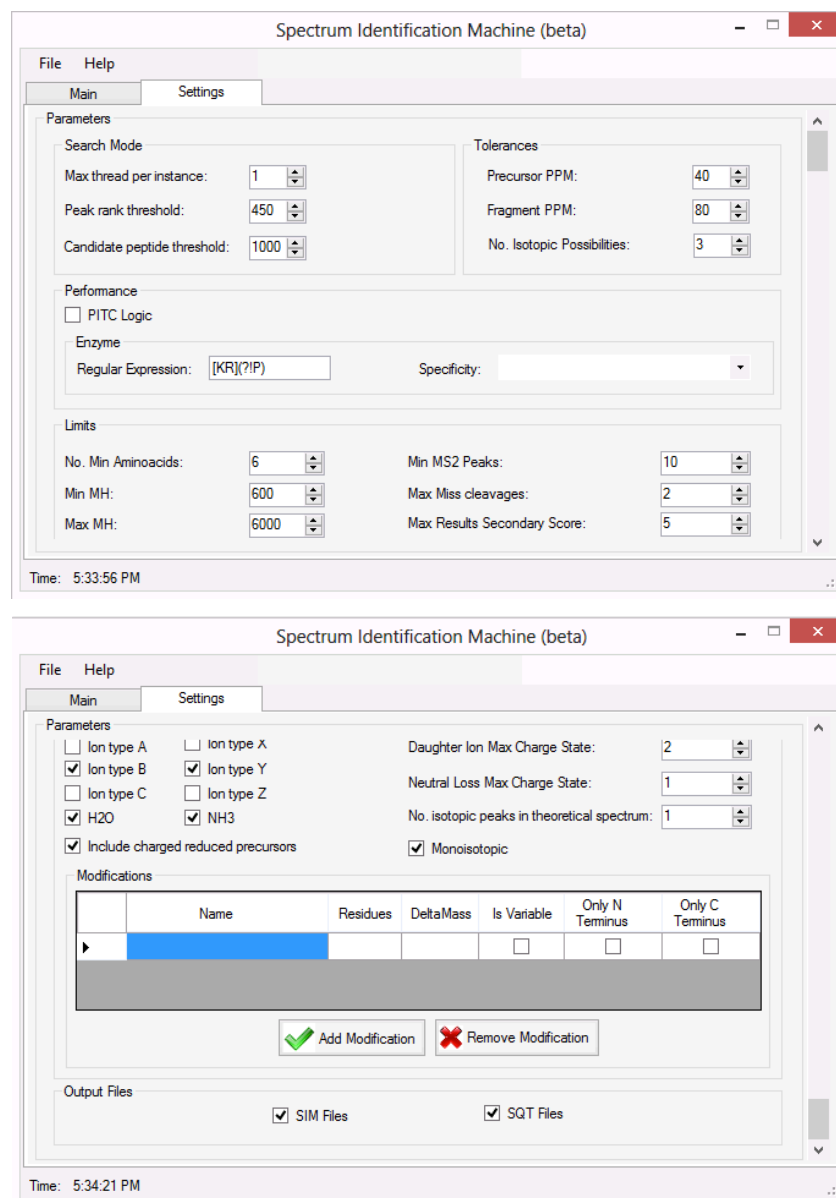 Spectrum Identification Machine (beta)
File Help
Main Settings
Parameters
Search Mode
Max thread per instance: 1
Peak rank threshold: 450
Candidate peptide threshold: 1000
Tolerances
Precursor PPM: 40
Fragment PPM: 80
No. Isotopic Possibilities: 3
Performance
PITC Logic
Enzyme
Regular Expression: [KR](?!P) Specificity:
Limits
No. Min Aminoacids: 6 Min MS2 Peaks: 10
Min MH: 600 Max Miss cleavages: 2
Max MH: 6000 Max Results Secondary Score: 5
Time: 5:33:56 PM
Spectrum Identification Machine (beta)
File Help
Main Settings
Parameters
Ion type A Ion type X Daughter Ion Max Charge State: 2
Ion type B Ion type Y
Neutral Loss Max Charge State: 1
Ion type C Ion type Z
H2O NH3 No. isotopic peaks in theoretical spectrum: 1
Include charged reduced precursors Monoisotopic
Modifications
Name Residues DeltaMass Is Variable Only N Terminus Only C Terminus
Add Modification Remove Modification
Output Files
SIM Files SQT Files
Time: 5:34:21 PM